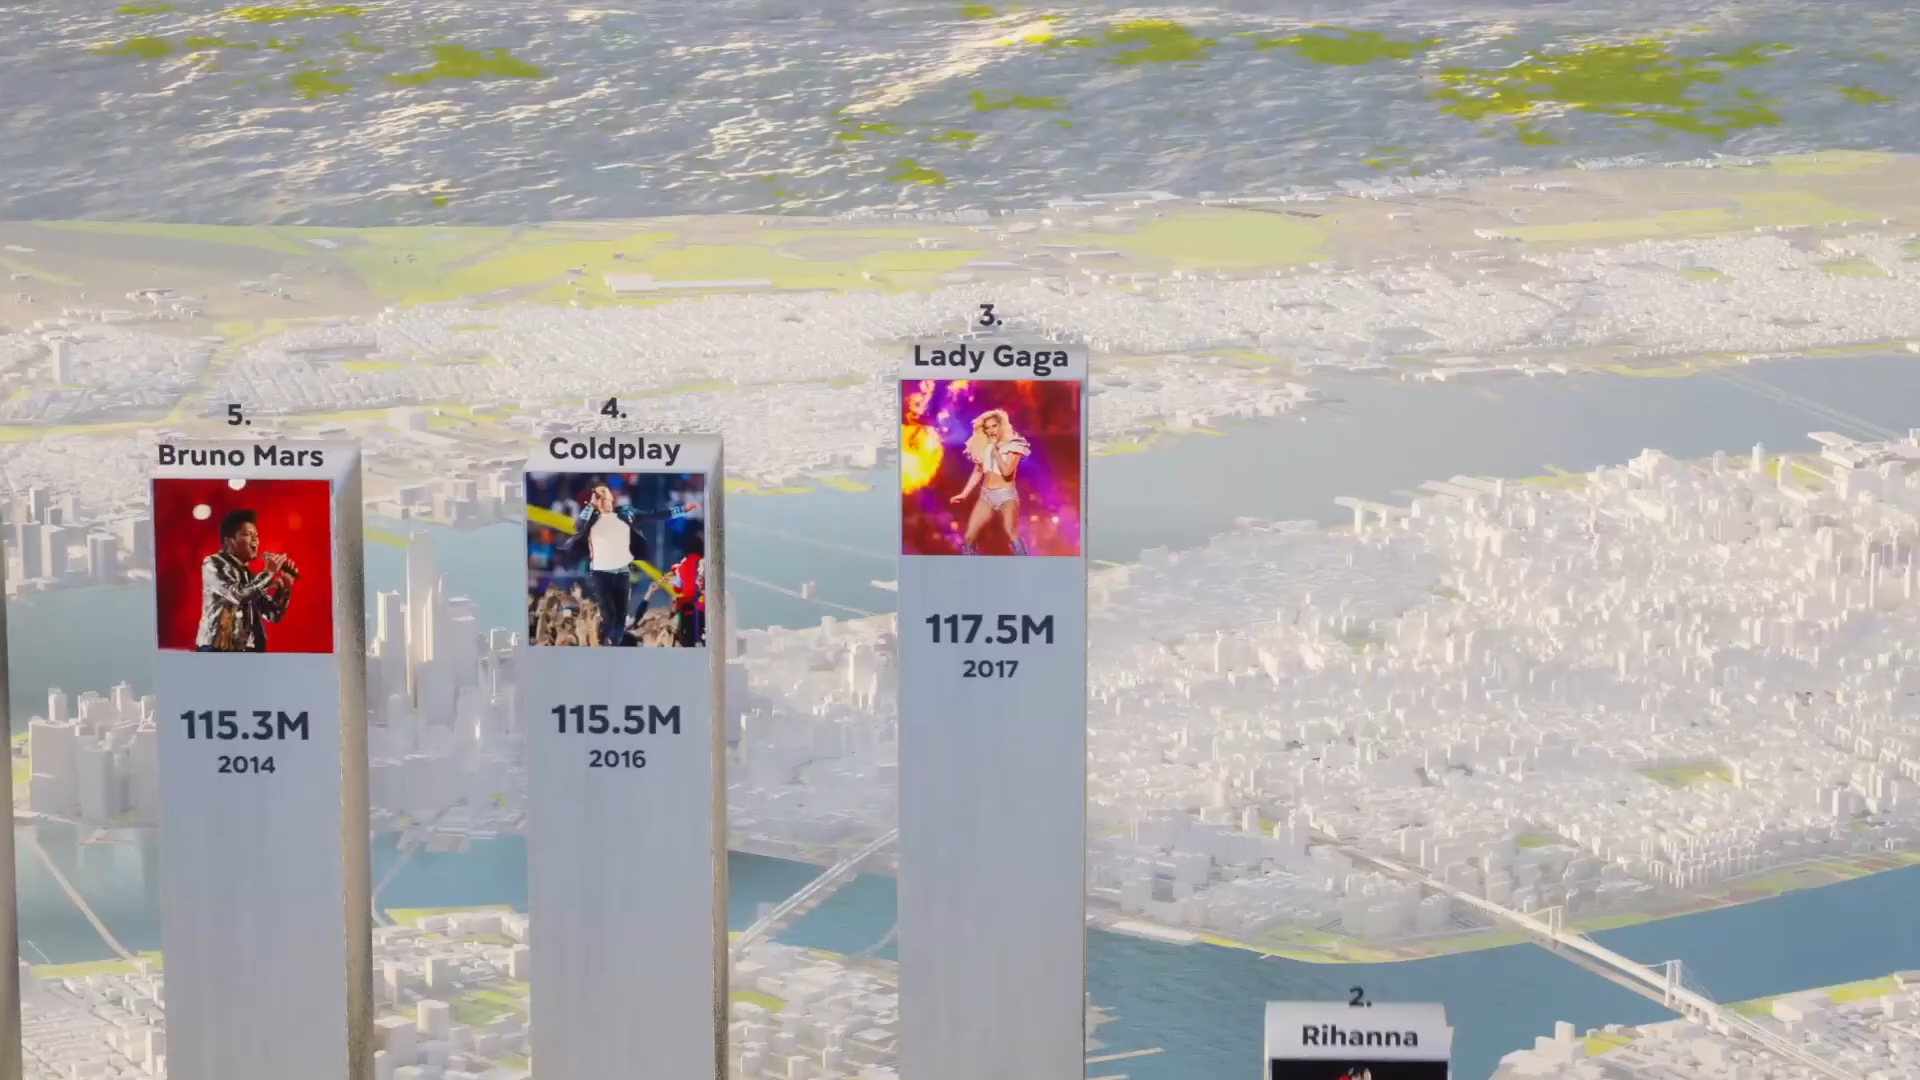 5.
Bruno Mars
115.3M
2014
4.
Coldplay
115.5M
2016
3.
Lady Gaga
117.5M
2017
2.
Rihanna